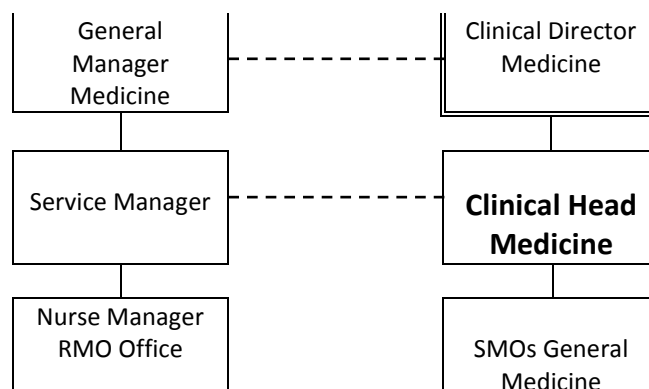 General
Manager
Medicine
Clinical Director
Medicine
Service Manager
Clinical Head
Medicine
Nurse Manager
RMO Office
SMOs General
Medicine